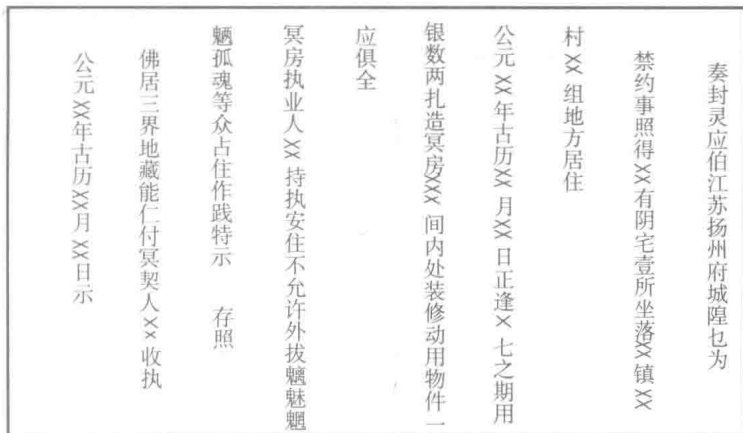 奏封灵应伯江苏扬州府城隍乜为
禁约事照得××有阴宅壹所坐落××镇××
村××组地方居住
公元××年古历××月××日正逢×七之期用
银数两扎造冥房×××间内处装修动用物件一
应俱全
冥房执业人××持执安住不允许外拔魑魅魍
魉孤魂等众占住作践特示　存照
佛居三界地藏能仁付冥契人××收执
公元××年古历××月××日示